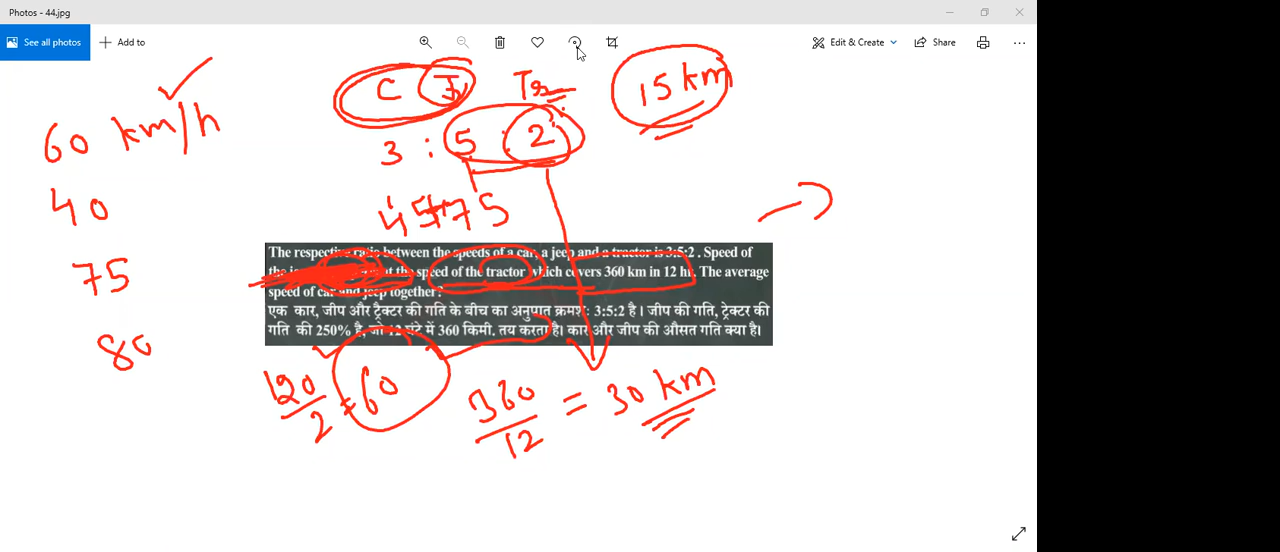 Photos - 44.jpg
See all photos
Add to
Edit & Create
Share
60 km/h
40
75
80
C J Tr
15 km
3 : 5 : 2
45+75
The respective ratio between the speeds of a car, a jeep and a tractor is 3:5:2. Speed of
the speed of the tractor which covers 360 km in 12 hr. The average
speed of car and jeep together?
एक कार, जीप और ट्रैक्टर की गति के बीच का अनुपात क्रमश: 3:5:2 है। जीप की गति, ट्रेक्टर की
गति की 250% है, जो 12 घंटे में 360 किमी. तय करता है। कार और जीप की औसत गति क्या है।
120/2 = 60
360/12 = 30 km